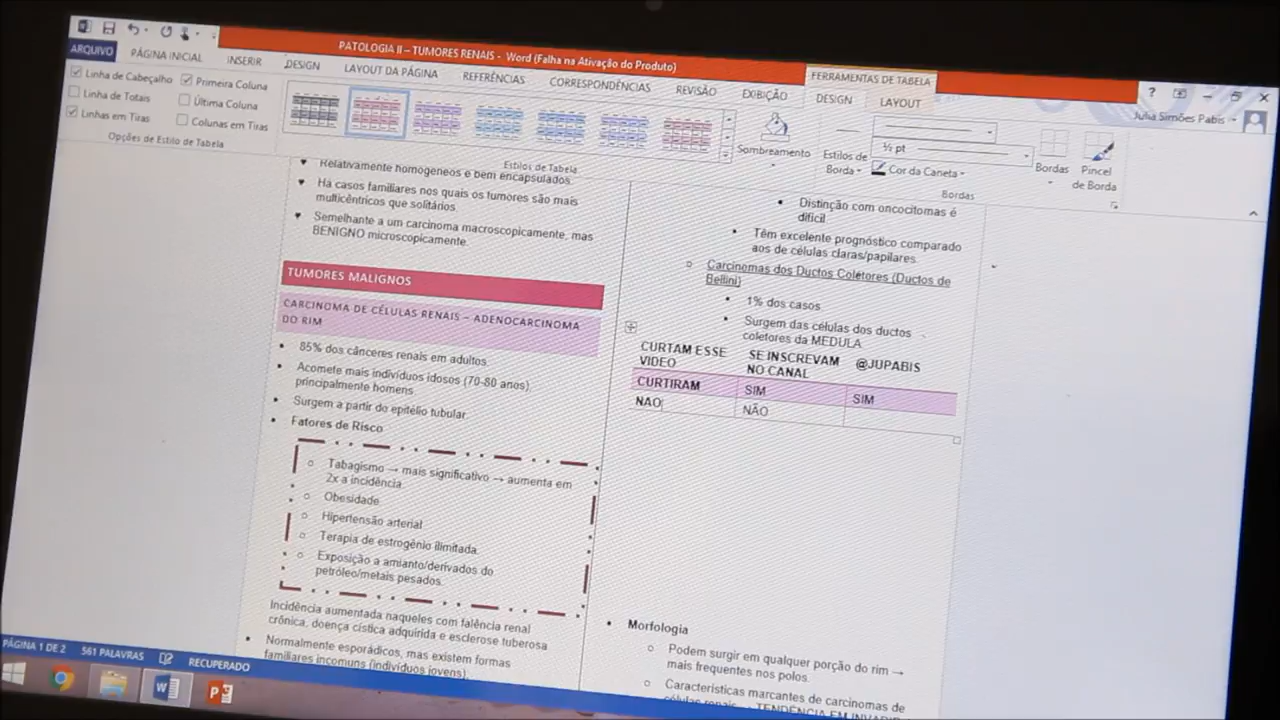 PATOLOGIA II – TUMORES RENAIS - Word (Falha na Ativação do Produto)
FERRAMENTAS DE TABELA
ARQUIVO
PÁGINA INICIAL
INSERIR
DESIGN
LAYOUT DA PÁGINA
REFERÊNCIAS
CORRESPONDÊNCIAS
REVISÃO
EXIBIÇÃO
DESIGN
LAYOUT
Julia Simões Pabis
Linha de Cabeçalho
Primeira Coluna
Linha de Totais
Última Coluna
Linhas em Tiras
Colunas em Tiras
Opções de Estilo de Tabela
Estilos de Tabela
Sombreamento
Estilos de
Borda
½ pt
Cor da Caneta
Bordas
Pincel
de Borda
Bordas
Relativamente homogêneos e bem encapsulados.
Há casos familiares nos quais os tumores são mais
multicêntricos que solitários.
Semelhante a um carcinoma macroscopicamente, mas
BENIGNO microscopicamente.
TUMORES MALIGNOS
CARCINOMA DE CÉLULAS RENAIS – ADENOCARCINOMA
DO RIM
85% dos cânceres renais em adultos.
Acomete mais indivíduos idosos (70-80 anos),
principalmente homens.
Surgem a partir do epitélio tubular.
Fatores de Risco
Tabagismo → mais significativo → aumenta em
2x a incidência
Obesidade
Hipertensão arterial
Terapia de estrogênio ilimitada.
Exposição a amianto/derivados do
petróleo/metais pesados.
Incidência aumentada naqueles com falência renal
crônica, doença cística adquirida e esclerose tuberosa
Normalmente esporádicos, mas existem formas
familiares incomuns (indivíduos jovens).
Distinção com oncocitomas é
difícil
Têm excelente prognóstico comparado
aos de células claras/papilares.
Carcinomas dos Ductos Coletores (Ductos de
Bellini)
1% dos casos
Surgem das células dos ductos
coletores da MEDULA
CURTAM ESSE
VIDEO
SE INSCREVAM
NO CANAL
@JUPABIS
CURTIRAM
SIM
SIM
NAO
NÃO
Morfologia
Podem surgir em qualquer porção do rim →
mais frequentes nos polos.
Características marcantes de carcinomas de
células renais → TENDÊNCIA EM INVADIR
PÁGINA 1 DE 2
561 PALAVRAS
RECUPERADO